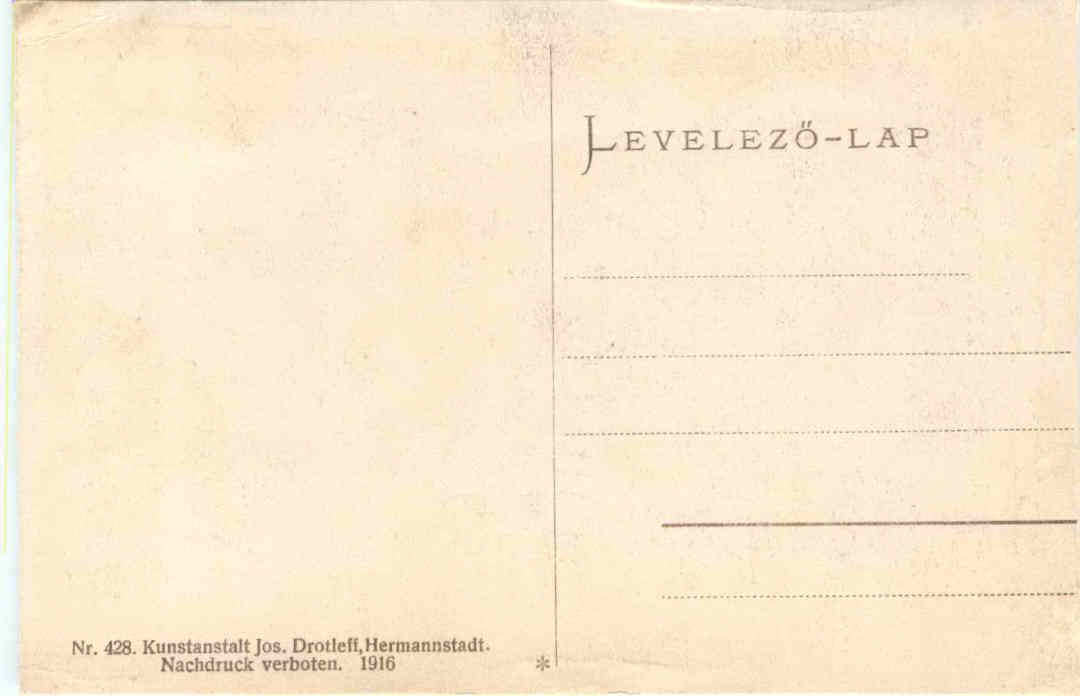 LEVELEZŐ-LAP
Nr. 428. Kunstanstalt Jos. Drotleff, Hermannstadt.
Nachdruck verboten. 1916